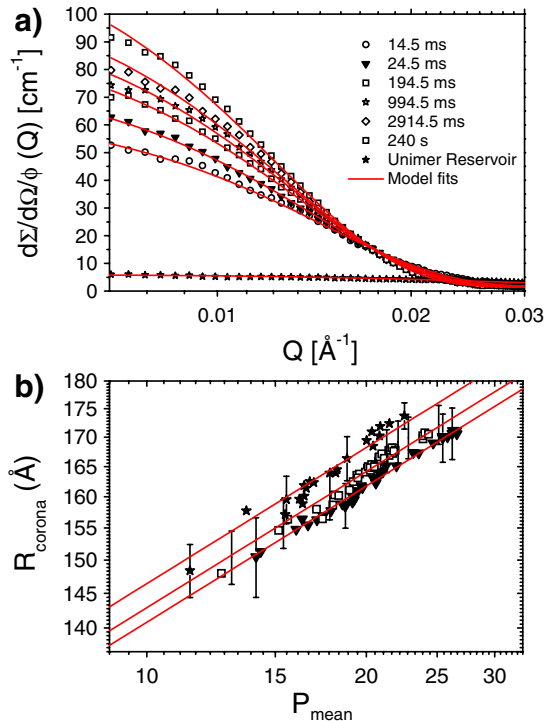 a)
dΣ/dΩ/ϕ (Q) [cm⁻¹]
100
90
80
70
60
50
40
30
20
10
0
14.5 ms
24.5 ms
194.5 ms
994.5 ms
2914.5 ms
240 s
Unimer Reservoir
Model fits
0.01
0.02
0.03
Q [Å⁻¹]
b)
R_corona (Å)
180
175
170
165
160
155
150
145
140
10
15
20
25
30
P_mean